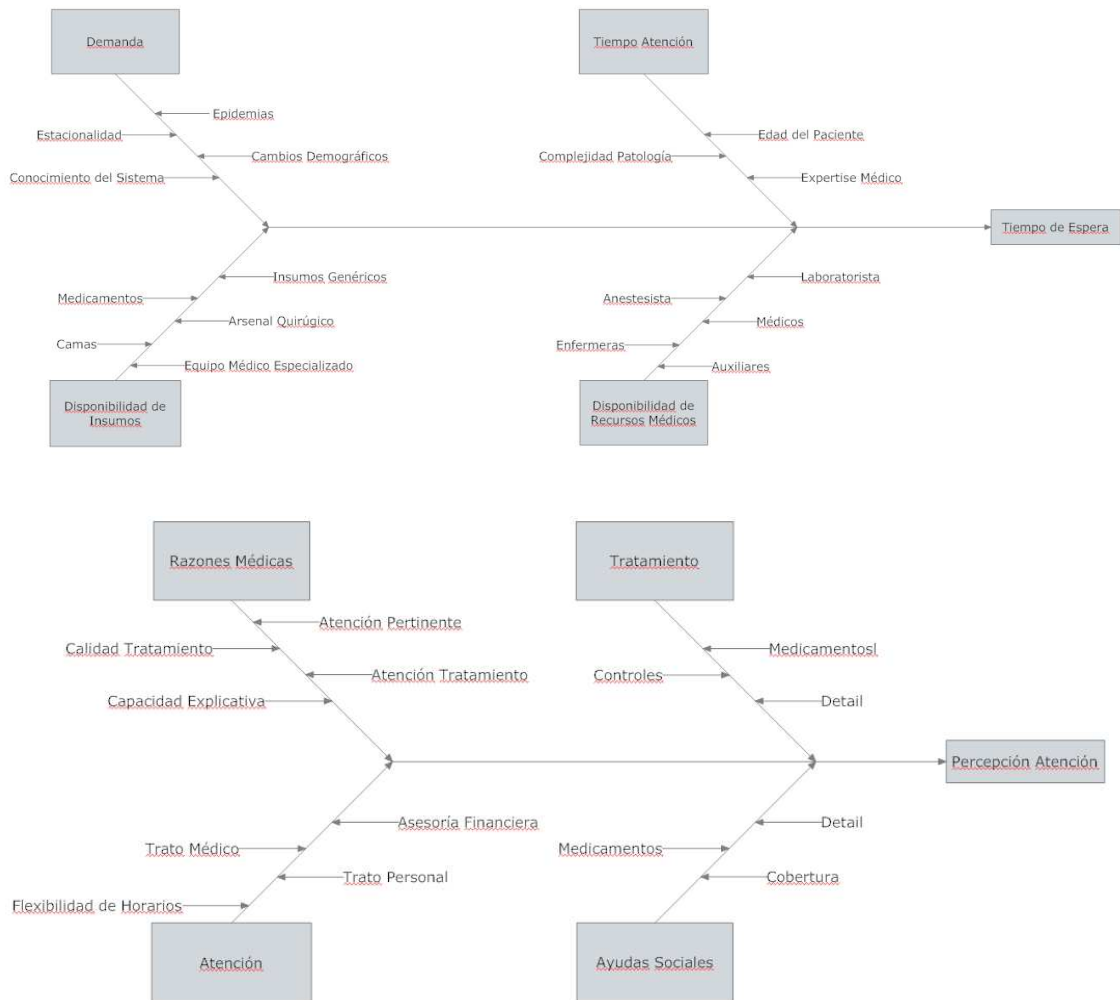 Demanda
Tiempo Atención
Epidemias
Estacionalidad
Edad del Paciente
Cambios Demográficos
Complejidad Patología
Conocimiento del Sistema
Expertise Médico
Tiempo de Espera
Insumos Genéricos
Laboratorista
Medicamentos
Anestesista
Arsenal Quirúgico
Médicos
Camas
Enfermeras
Equipo Médico Especializado
Auxiliares
Disponibilidad de
Insumos
Disponibilidad de
Recursos Médicos
Razones Médicas
Tratamiento
Atención Pertinente
Calidad Tratamiento
Medicamentosl
Atención Tratamiento
Controles
Capacidad Explicativa
Detail
Percepción Atención
Asesoría Financiera
Detail
Trato Médico
Medicamentos
Trato Personal
Cobertura
Flexibilidad de Horarios
Atención
Ayudas Sociales